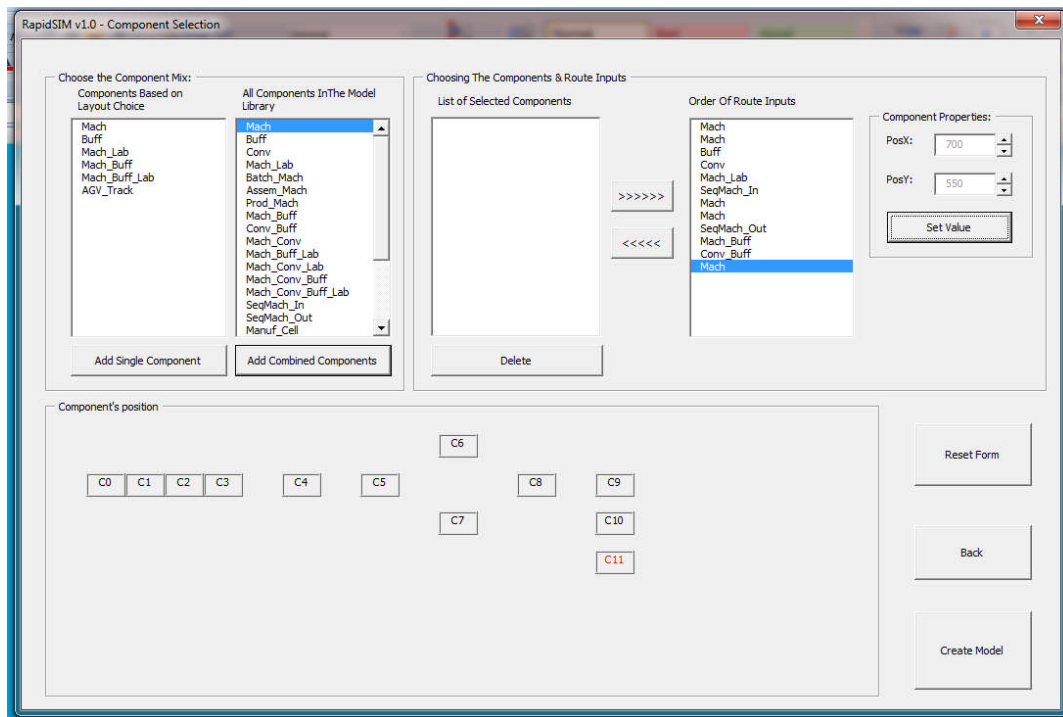 RapidSIM v1.0 - Component Selection
Choose the Component Mix:
Components Based on
Layout Choice
Mach
Buff
Mach_Lab
Mach_Buff
Mach_Buff_Lab
AGV_Track
Add Single Component
All Components InThe Model
Library
Mach
Buff
Conv
Mach_Lab
Batch_Mach
Assem_Mach
Prod_Mach
Mach_Buff
Conv_Buff
Mach_Conv
Mach_Buff_Lab
Mach_Conv_Lab
Mach_Conv_Buff
Mach_Conv_Buff_Lab
SeqMach_In
SeqMach_Out
Manuf_Cell
Add Combined Components
Choosing The Components & Route Inputs
List of Selected Components
Delete
>>>>>>
<<<<<
Order Of Route Inputs
Mach
Mach
Buff
Conv
Mach_Lab
SeqMach_In
Mach
Mach
SeqMach_Out
Mach_Buff
Conv_Buff
Mach
Component Properties:
PosX: 700
PosY: 550
Set Value
Component's position
C6
C0 C1 C2 C3 C4 C5 C8 C9
C7 C10
C11
Reset Form
Back
Create Model